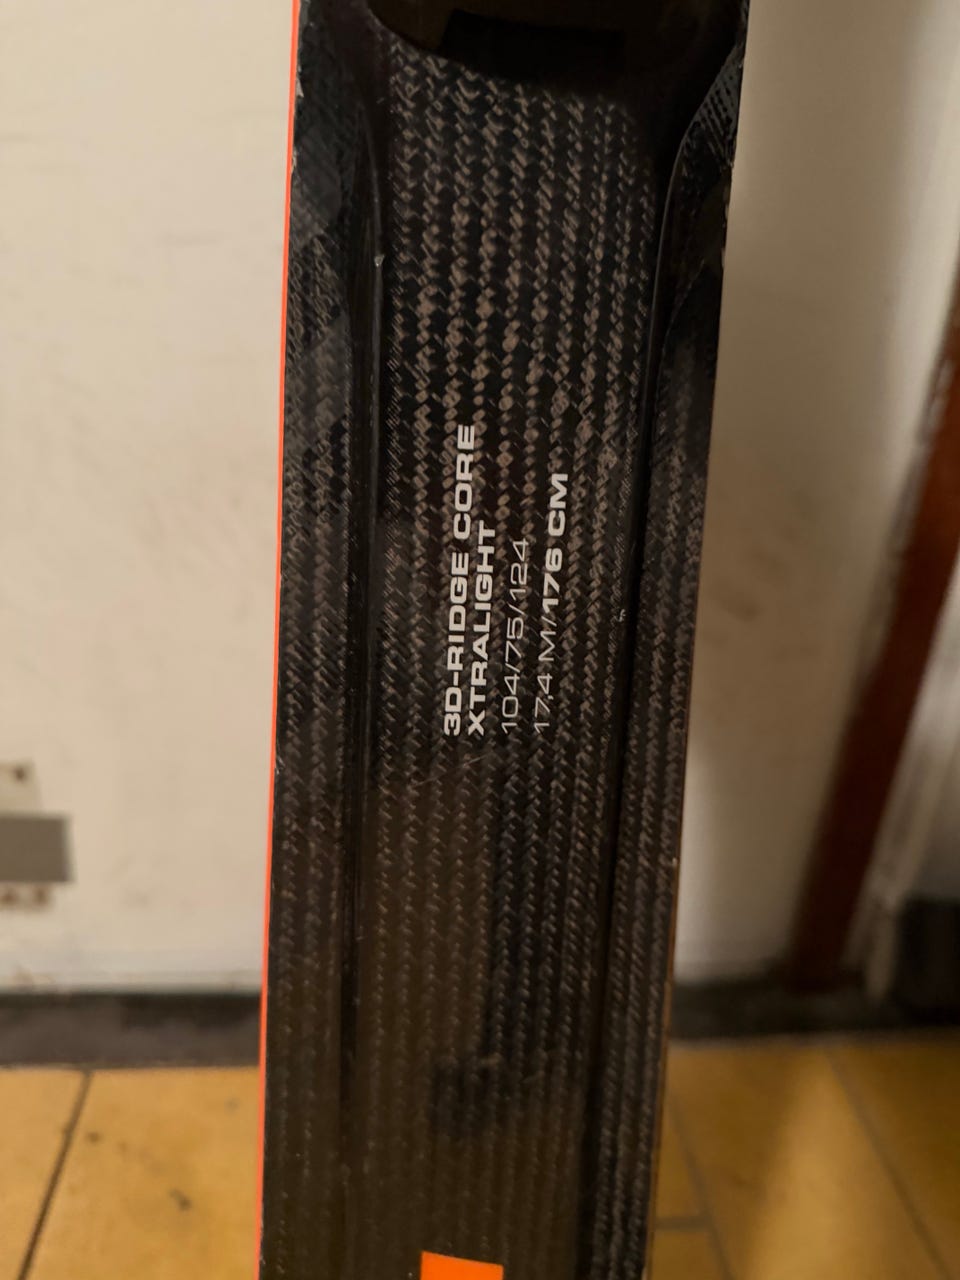 3D-RIDGE CORE
XTRALIGHT
104/75/124
17,4 M/176 CM